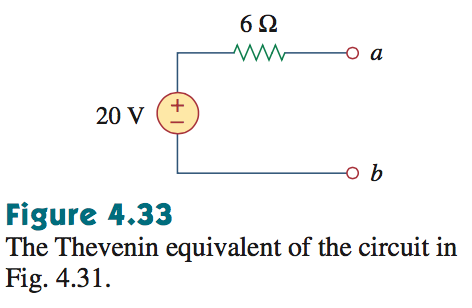 6 Ω
a
20 V
+
b
Figure 4.33
The Thevenin equivalent of the circuit in
Fig. 4.31.